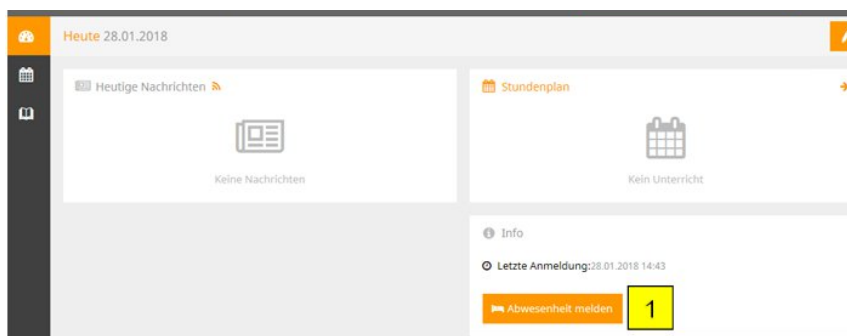 Heute 28.01.2018
Heutige Nachrichten
Keine Nachrichten
Stundenplan
Kein Unterricht
Info
Letzte Anmeldung:28.01.2018 14:43
Abwesenheit melden
1